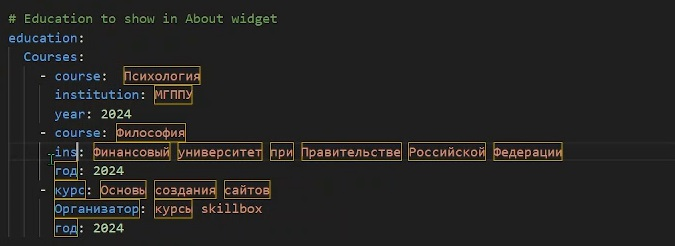 # Education to show in About widget
education:
  Courses:
    - course:  Психология
      institution: МГППУ
      year: 2024
    - course: Философия
      ins: Финансовый университет при Правительстве Российской Федерации
      год: 2024
    - курс: Основы создания сайтов
      Организатор: курсы skillbox
      год: 2024